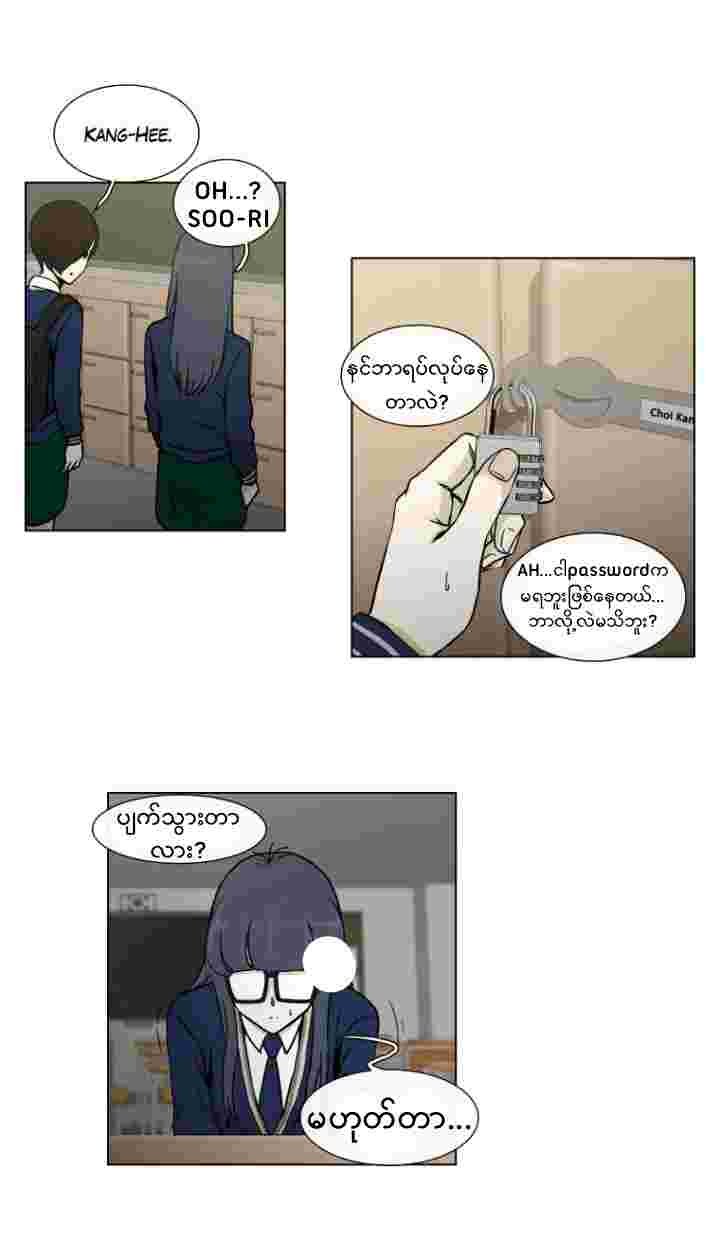 KANG-HEE.
OH...?
SOO-RI
နင်ဘာရပ်လုပ်နေ
တာလဲ?
Choi Kan
AH...ငါpasswordက
မရဘူးဖြစ်နေတယ်...
ဘာလို့လဲမသိဘူး?
ပျက်သွားတာ
လား?
မဟုတ်တာ...